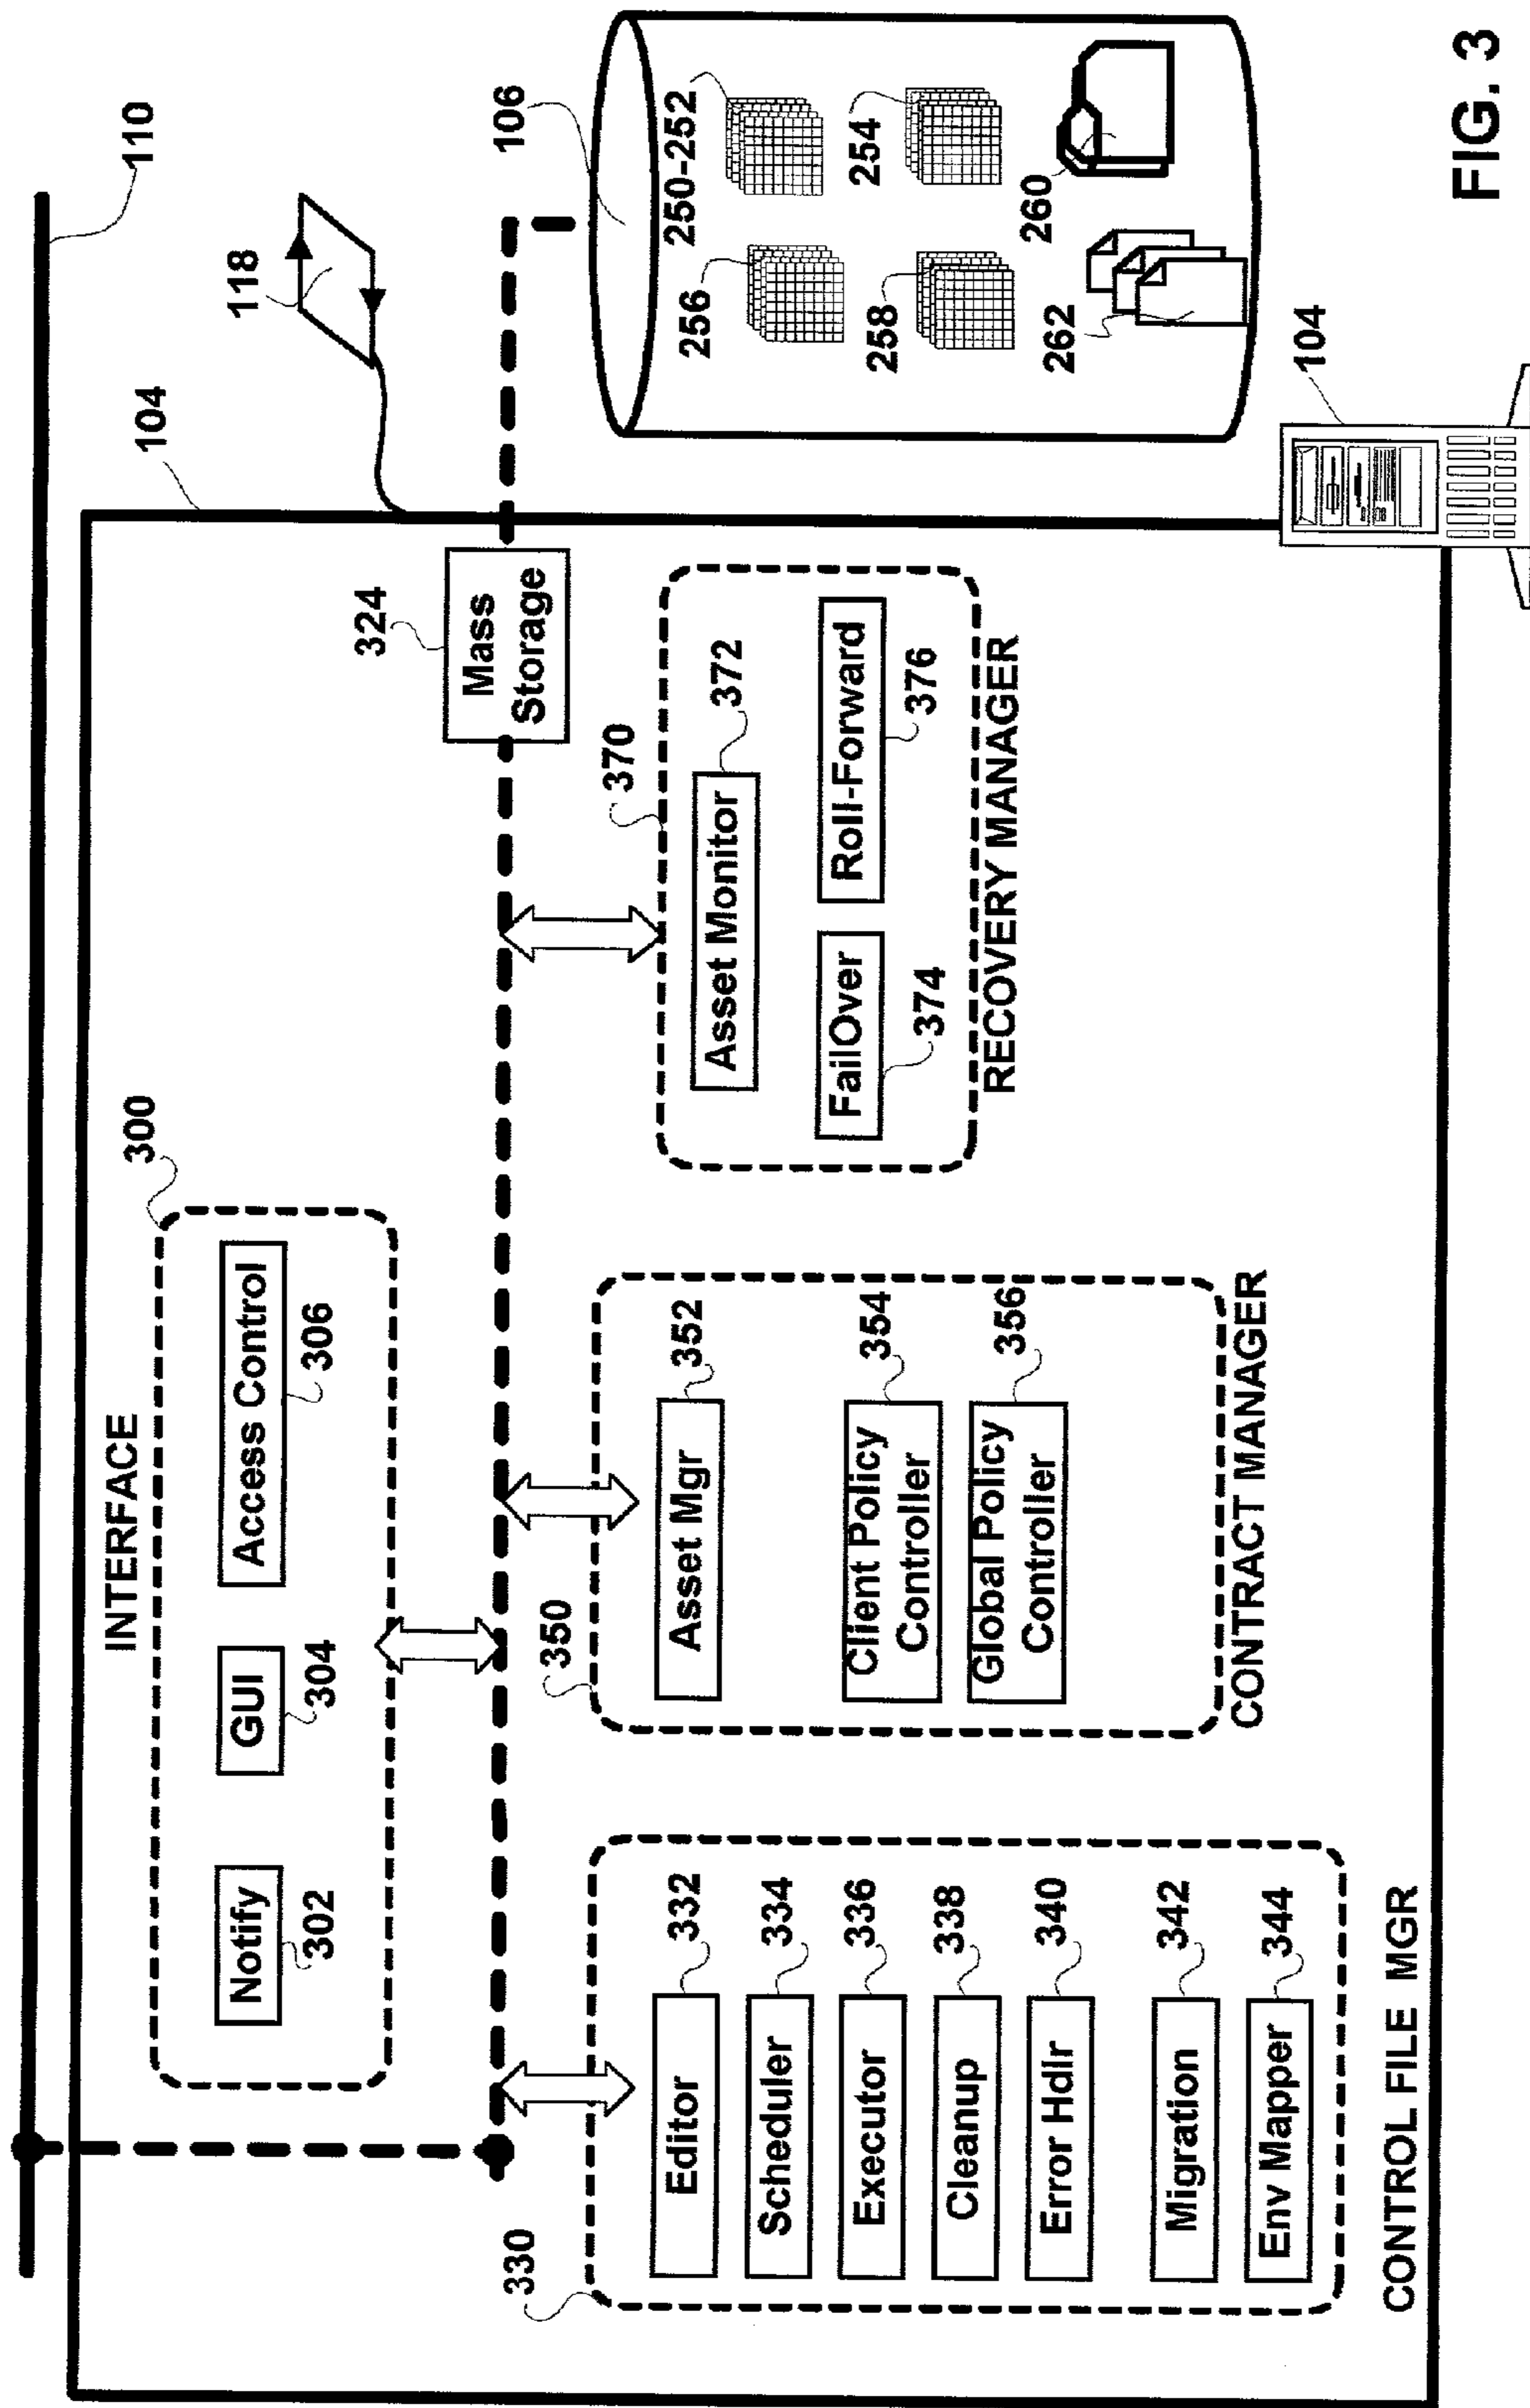 110
118
104
INTERFACE
300
Notify
302
GUI
304
Access Control
306
324
Mass
Storage
106
250-252
256
254
258
260
262
104
330
Editor
332
Scheduler
334
Executor
336
Cleanup
338
Error Hdlr
340
Migration
342
Env Mapper
344
CONTROL FILE MGR
350
Asset Mgr
352
Client Policy
Controller
354
Global Policy
Controller
356
CONTRACT MANAGER
370
Asset Monitor
372
FailOver
374
Roll-Forward
376
RECOVERY MANAGER
FIG. 3